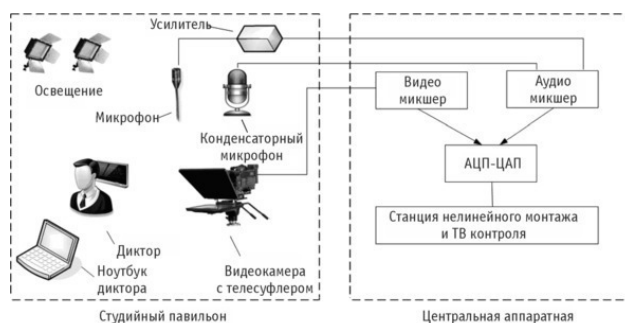 Усилитель
Освещение
Микрофон
Конденсаторный
микрофон
Диктор
Ноутбук
диктора
Видеокамера
с телесуфлером
Студийный павильон
Видео
микшер
Аудио
микшер
АЦП-ЦАП
Станция нелинейного монтажа
и ТВ контроля
Центральная аппаратная